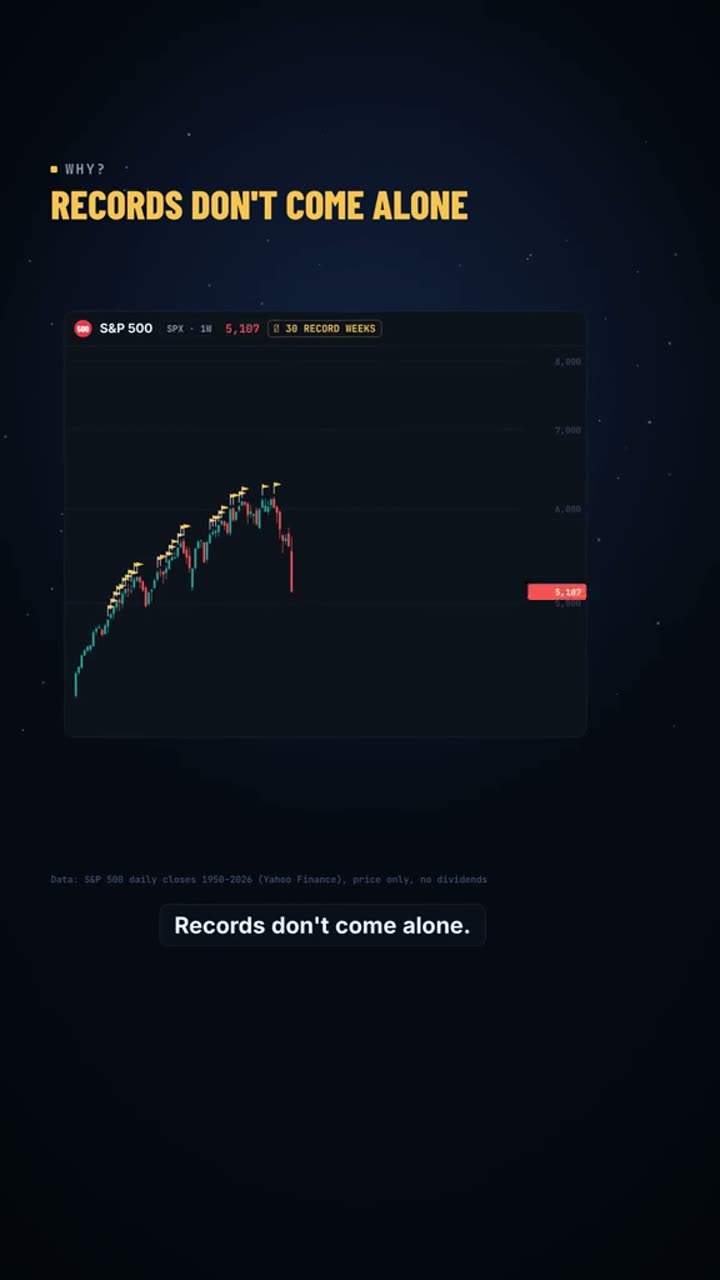 WHY?
RECORDS DON'T COME ALONE
500 S&P 500 SPX · 1W 5,107 30 RECORD WEEKS
8,000
7,000
6,000
5,107
5,000
Data: S&P 500 daily closes 1950–2026 (Yahoo Finance), price only, no dividends
Records don't come alone.